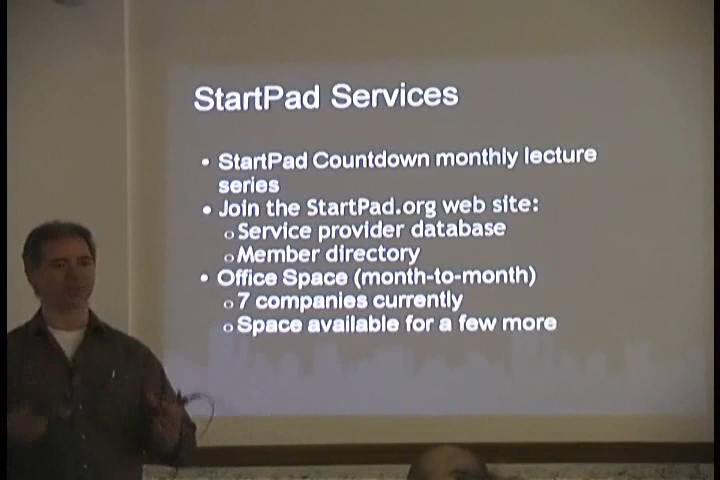 StartPad Services
• StartPad Countdown monthly lecture
series
• Join the StartPad.org web site:
o Service provider database
o Member directory
• Office Space (month-to-month)
o 7 companies currently
o Space available for a few more